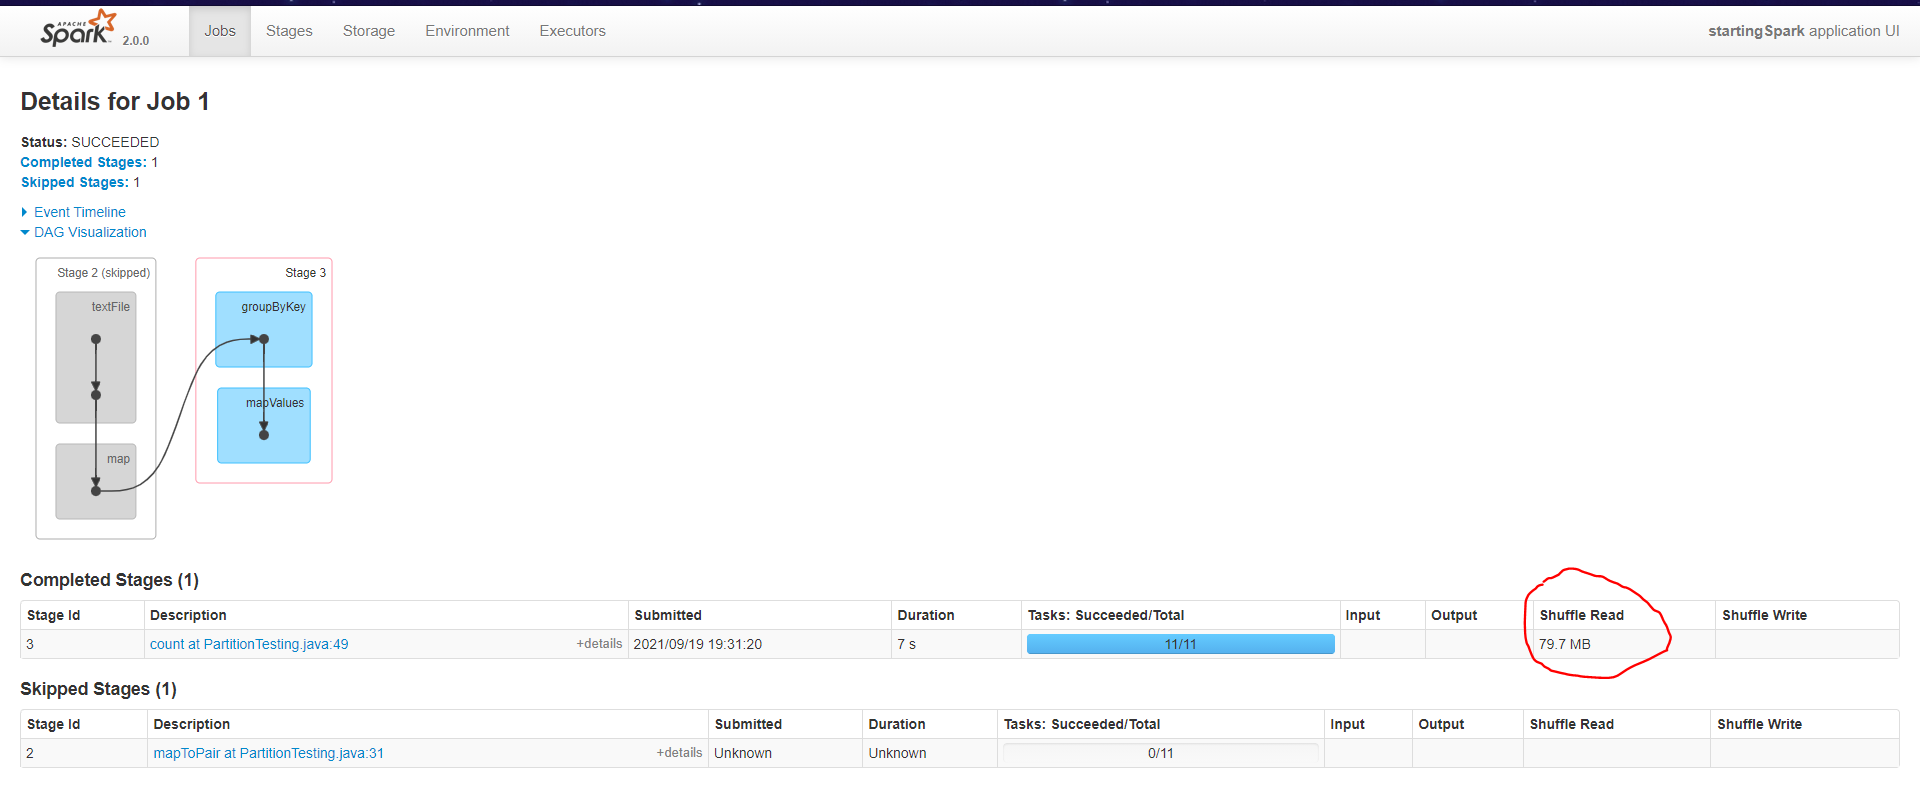 APACHE Spark 2.0.0 Jobs Stages Storage Environment Executors startingSpark application UI
Details for Job 1
Status: SUCCEEDED
Completed Stages: 1
Skipped Stages: 1
Event Timeline
DAG Visualization
Stage 2 (skipped)
textFile
map
Stage 3
groupByKey
mapValues
Completed Stages (1)
Stage Id Description Submitted Duration Tasks: Succeeded/Total Input Output Shuffle Read Shuffle Write
3 count at PartitionTesting.java:49 +details 2021/09/19 19:31:20 7 s 11/11 79.7 MB
Skipped Stages (1)
Stage Id Description Submitted Duration Tasks: Succeeded/Total Input Output Shuffle Read Shuffle Write
2 mapToPair at PartitionTesting.java:31 +details Unknown Unknown 0/11